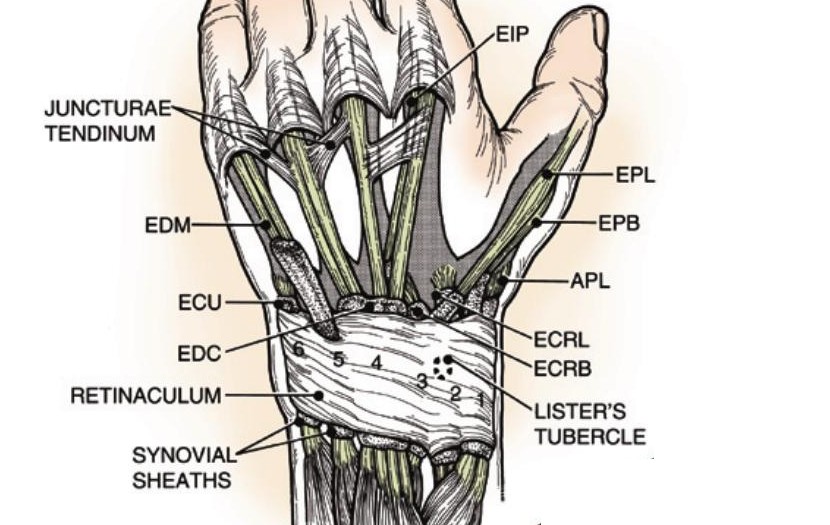 EIP
JUNCTURAE
TENDINUM
EPL
EDM
EPB
APL
ECU
ECRL
EDC
ECRB
6
5
4
3
2
1
RETINACULUM
LISTER'S
TUBERCLE
SYNOVIAL
SHEATHS